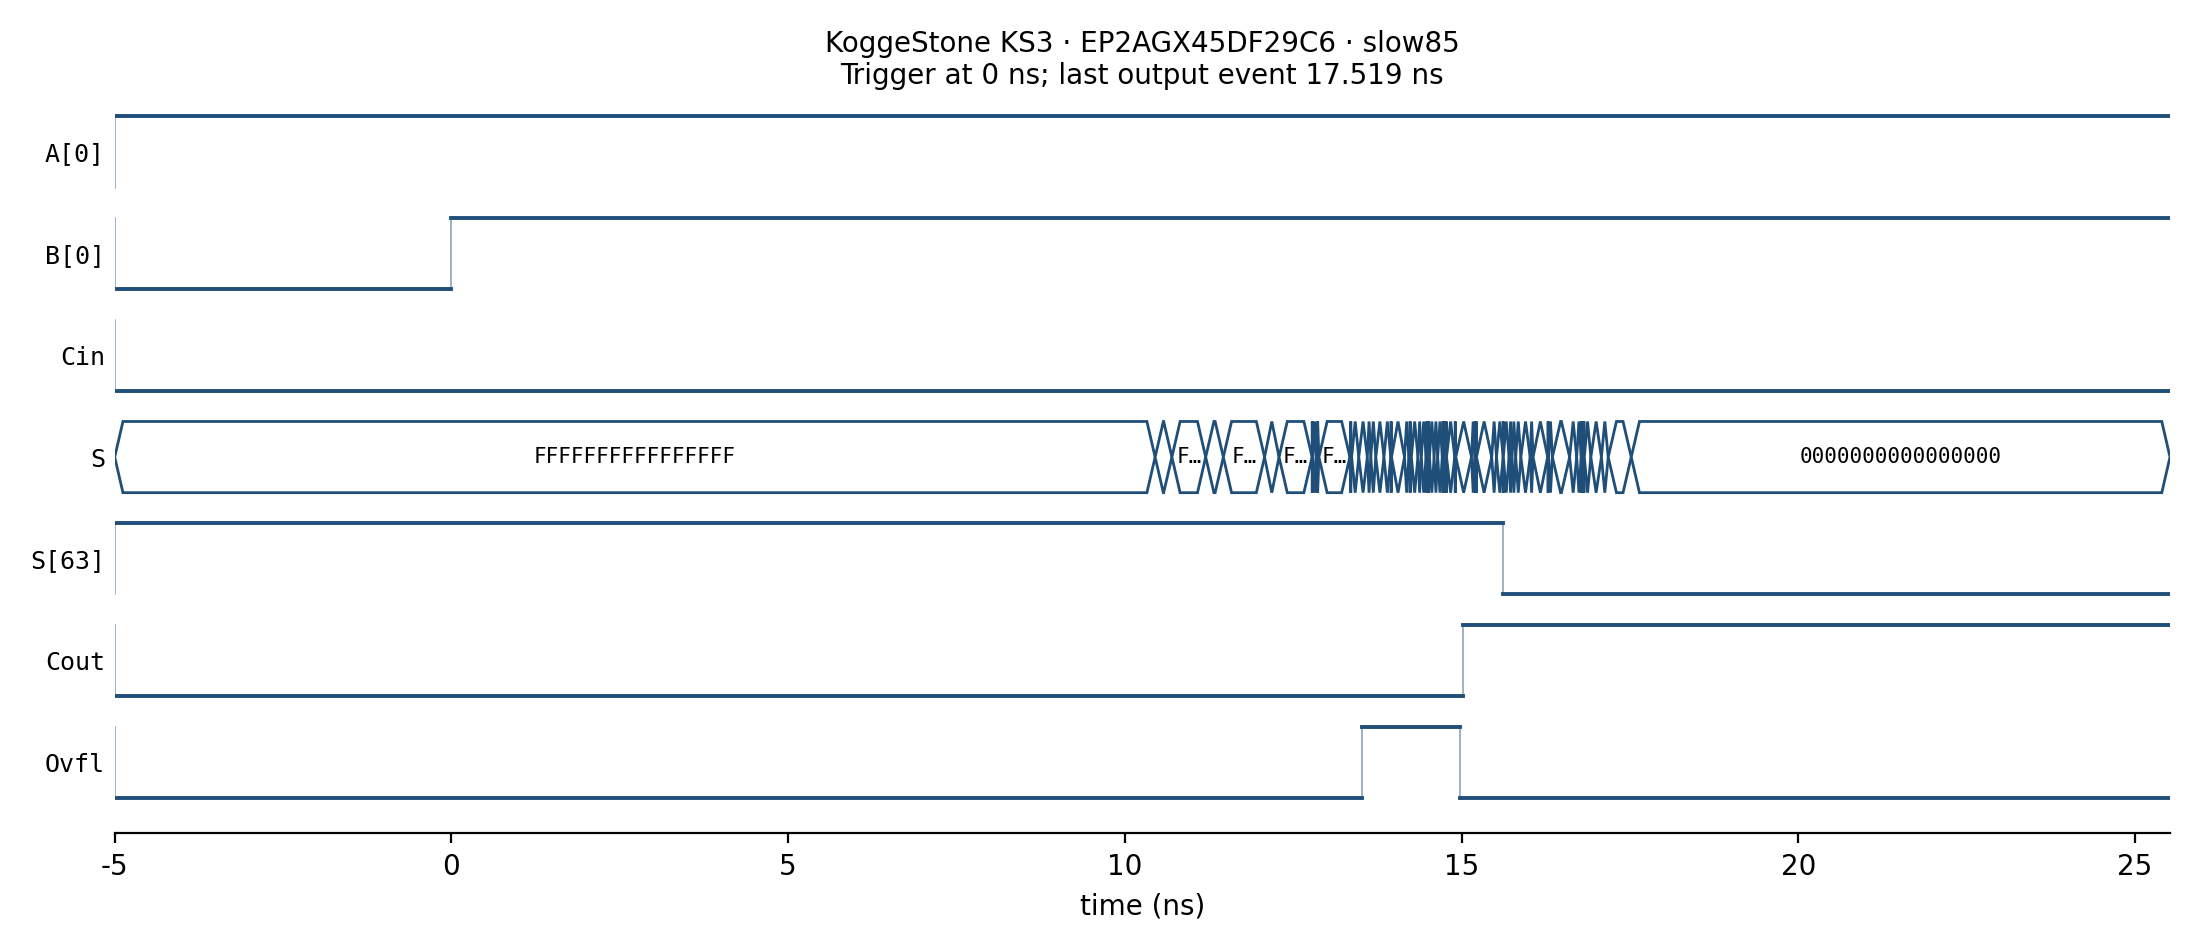 KoggeStone KS3 · EP2AGX45DF29C6 · slow85
Trigger at 0 ns; last output event 17.519 ns
A[0]
B[0]
Cin
S
FFFFFFFFFFFFFFFF
F…
F…
F…
F…
0000000000000000
S[63]
Cout
Ovfl
-5 0 5 10 15 20 25
time (ns)